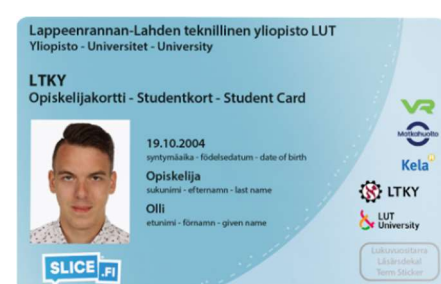 Lappeenrannan-Lahden teknillinen yliopisto LUT
Yliopisto - Universitet - University
LTKY
Opiskelijakortti - Studentkort - Student Card
19.10.2004
syntymäaika - födelsedatum - date of birth
Opiskelija
sukunimi - efternamn - last name
Olli
etunimi - förnamn - given name
SLICE.FI
VR
Matkahuolto
Kela
LTKY
LUT
University
Lukuvuositarra
Läsårsdekal
Term Sticker